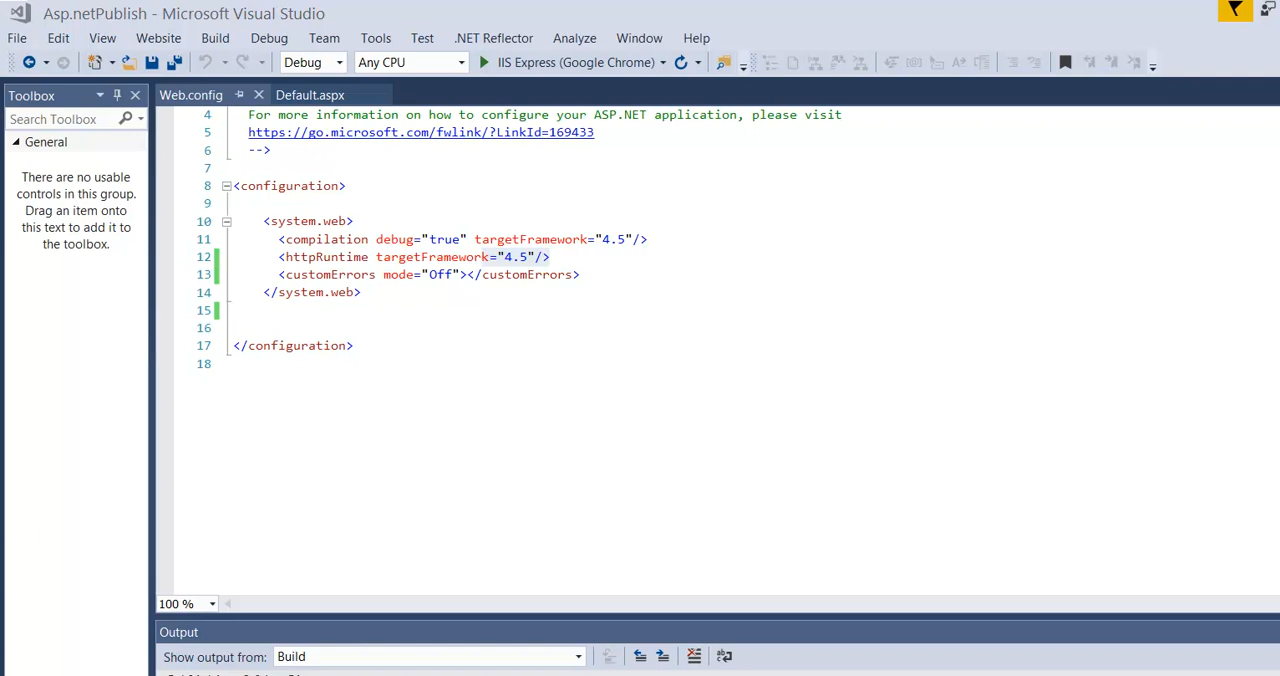 Asp.netPublish - Microsoft Visual Studio
File Edit View Website Build Debug Team Tools Test .NET Reflector Analyze Window Help
Debug Any CPU IIS Express (Google Chrome)
Toolbox
Web.config Default.aspx
Search Toolbox
General
There are no usable
controls in this group.
Drag an item onto
this text to add it to
the toolbox.
4 For more information on how to configure your ASP.NET application, please visit
5 https://go.microsoft.com/fwlink/?LinkId=169433
6 -->
7
8 <configuration>
9
10 <system.web>
11 <compilation debug="true" targetFramework="4.5"/>
12 <httpRuntime targetFramework="4.5"/>
13 <customErrors mode="Off"></customErrors>
14 </system.web>
15
16
17 </configuration>
18
100 %
Output
Show output from: Build